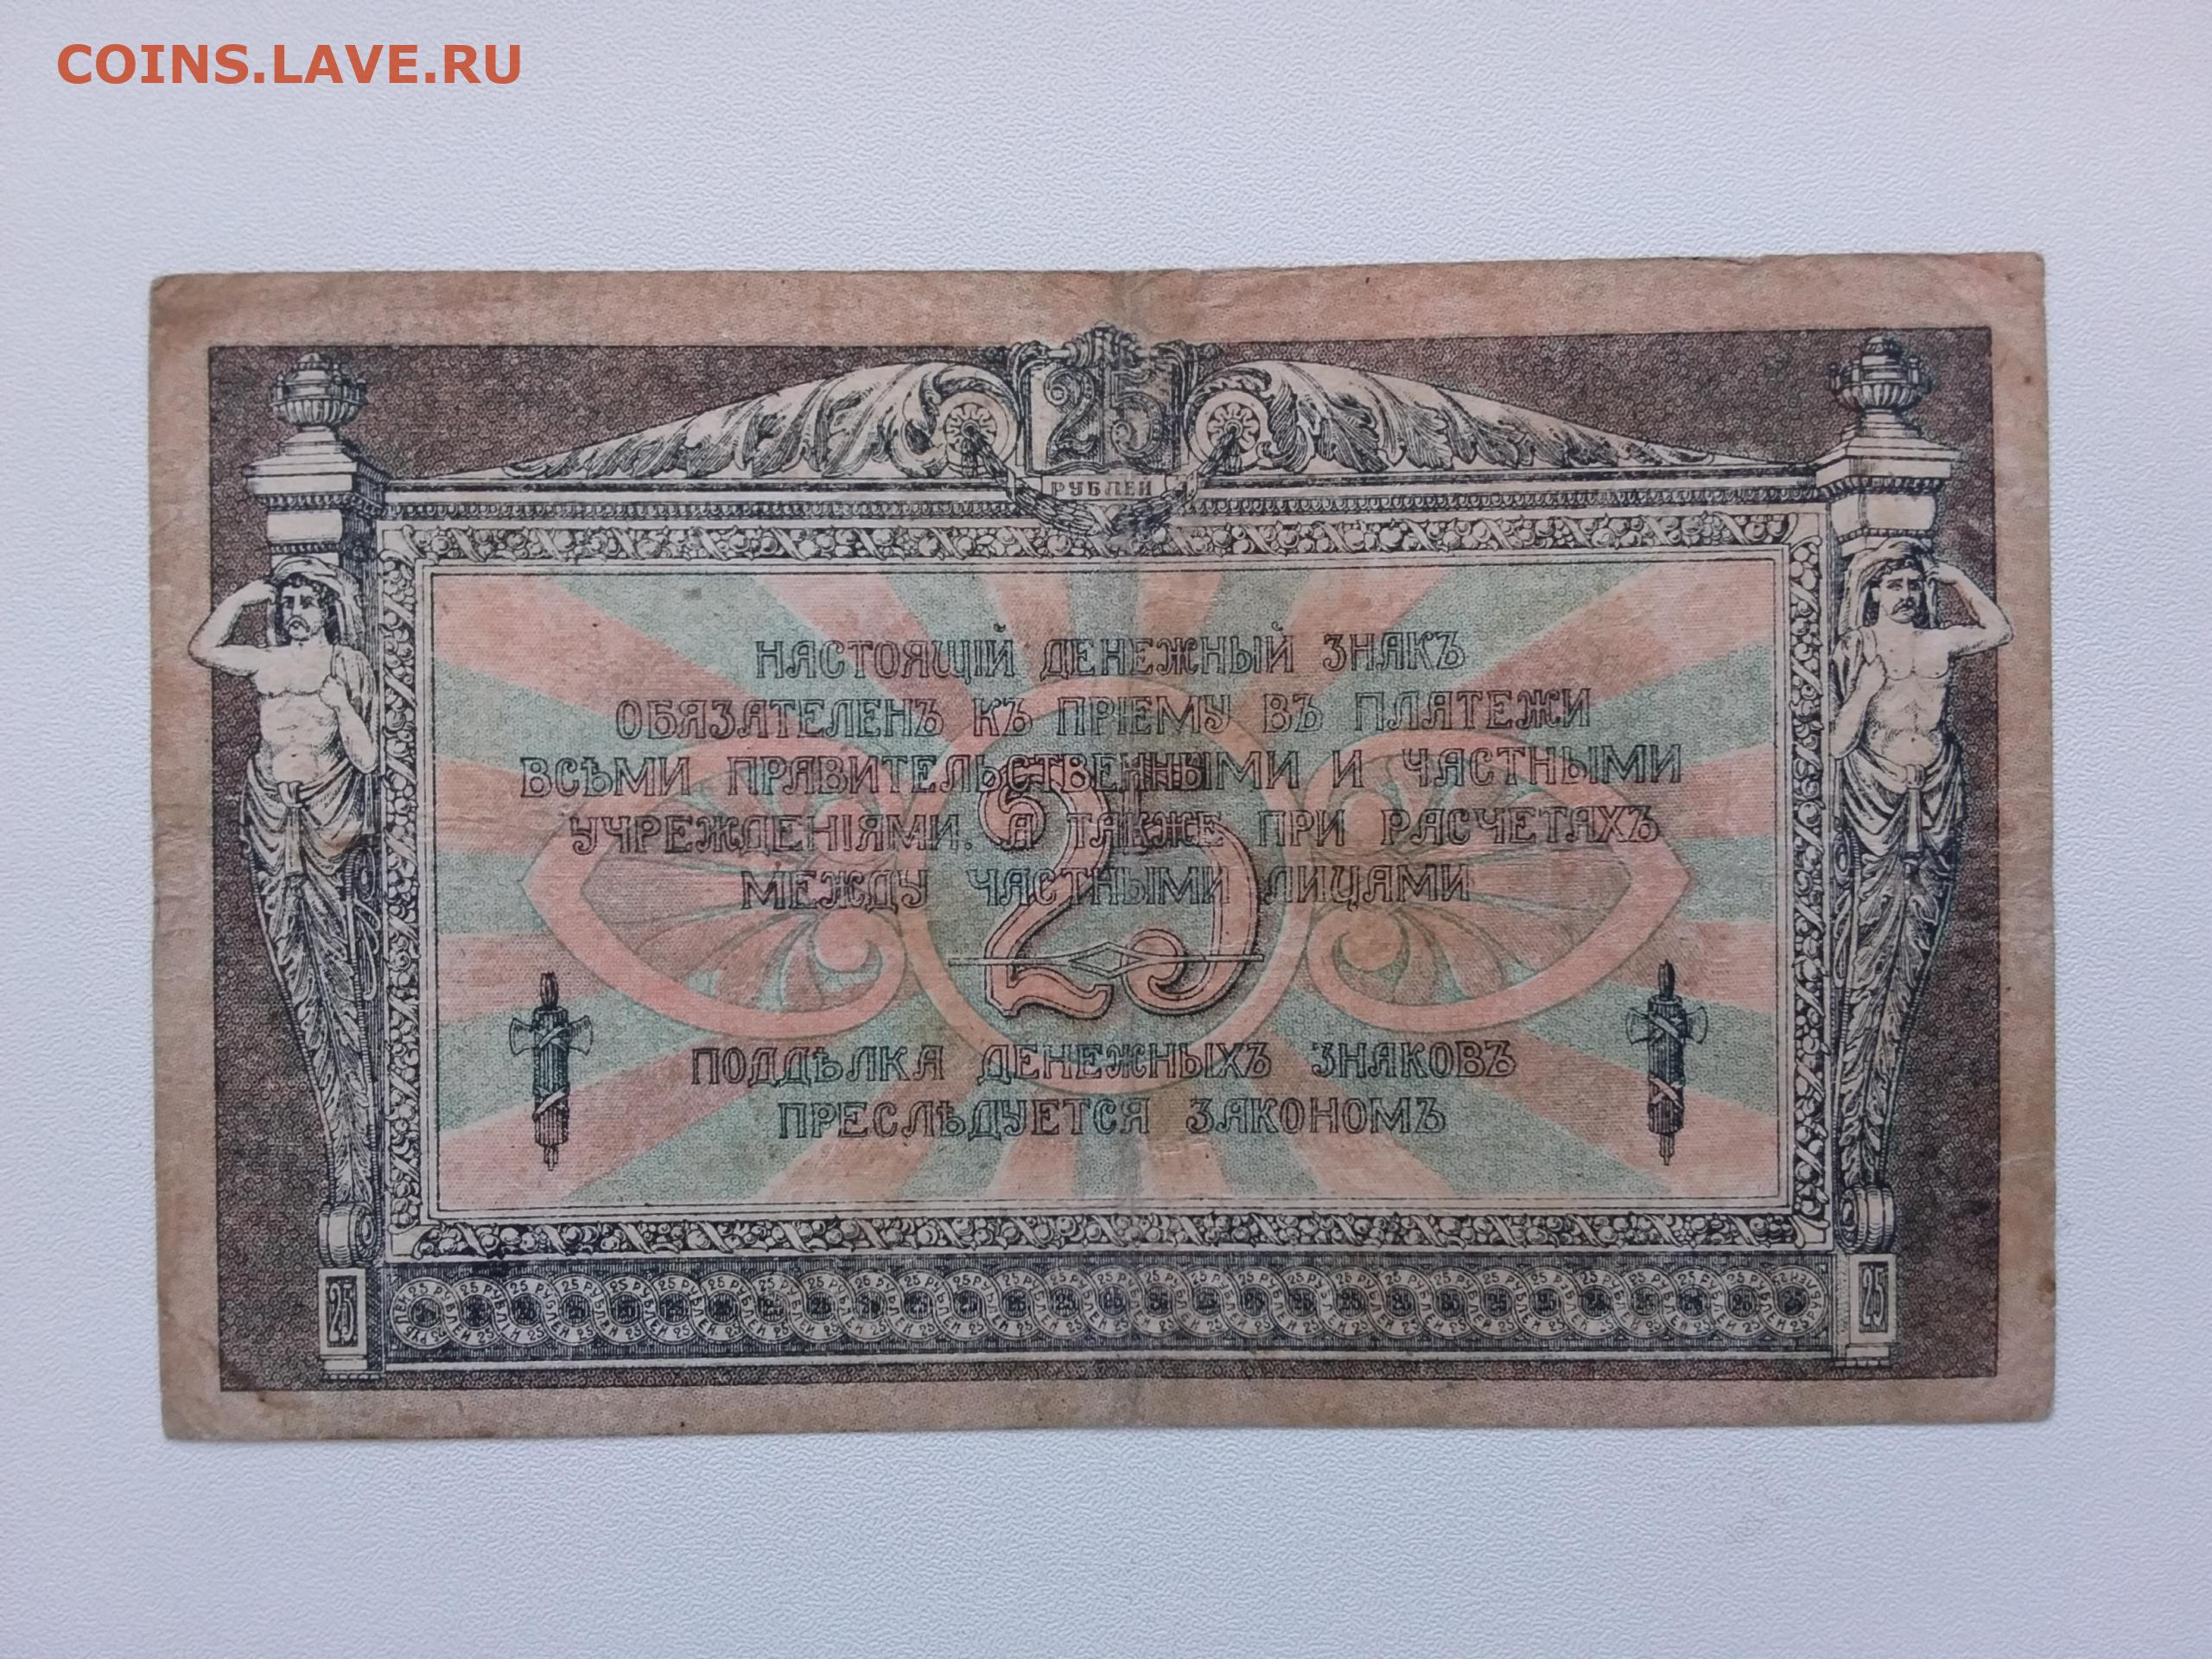 COINS.LAVE.RU
25
РУБЛЕЙ
НАСТОЯЩІЙ ДЕНЕЖНЫЙ ЗНАКЪ
ОБЯЗАТЕЛЕНЪ КЪ ПРІЕМУ ВЪ ПЛАТЕЖИ
ВСѢМИ ПРАВИТЕЛЬСТВЕННЫМИ И ЧАСТНЫМИ
УЧРЕЖДЕНІЯМИ, А ТАКЖЕ ПРИ РАСЧЕТАХЪ
МЕЖДУ ЧАСТНЫМИ ЛИЦАМИ
25
ПОДДѢЛКА ДЕНЕЖНЫХЪ ЗНАКОВЪ
ПРЕСЛѢДУЕТСЯ ЗАКОНОМЪ
25 25